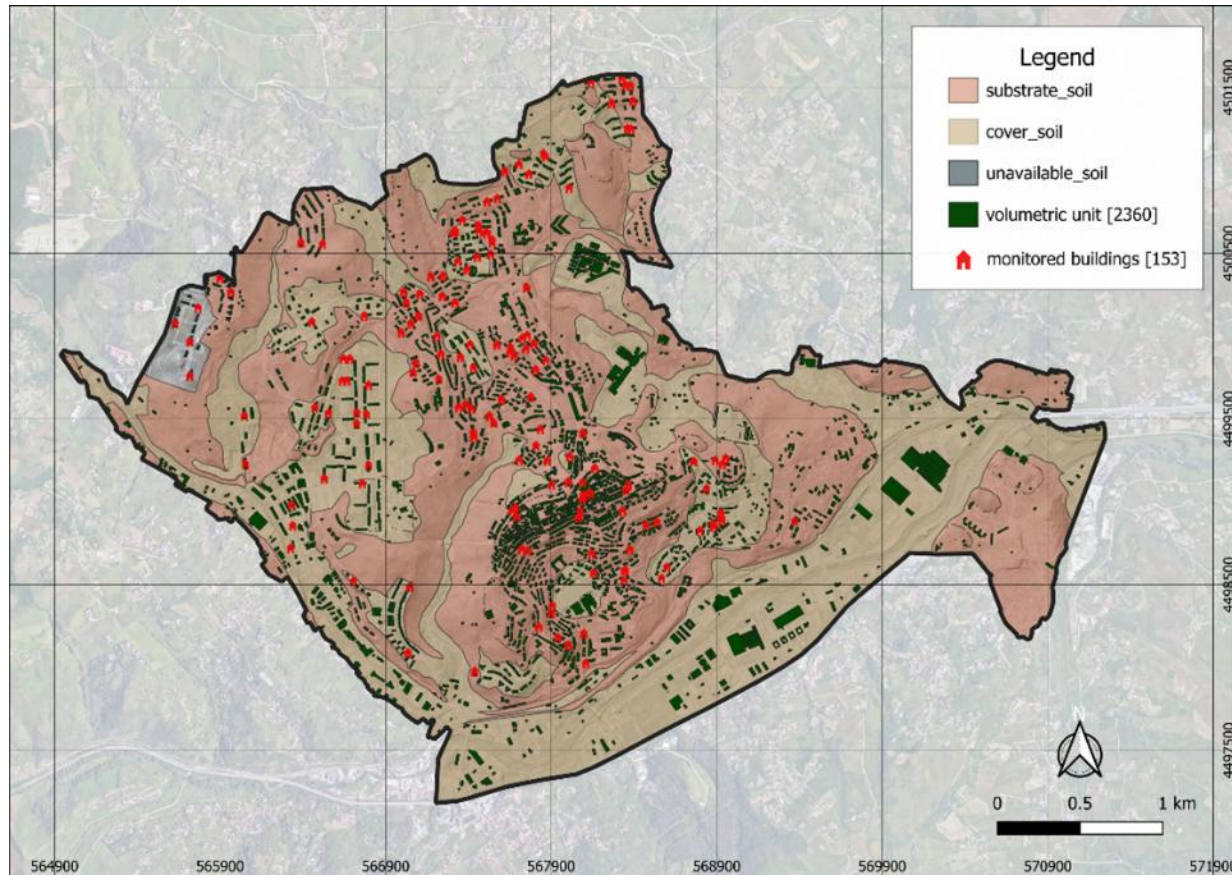 Legend
substrate_soil
cover_soil
unavailable_soil
volumetric unit [2360]
monitored buildings [153]
4501500
4500500
4499500
4498500
4497500
0 0.5 1 km
564900 565900 566900 567900 568900 569900 570900 571900